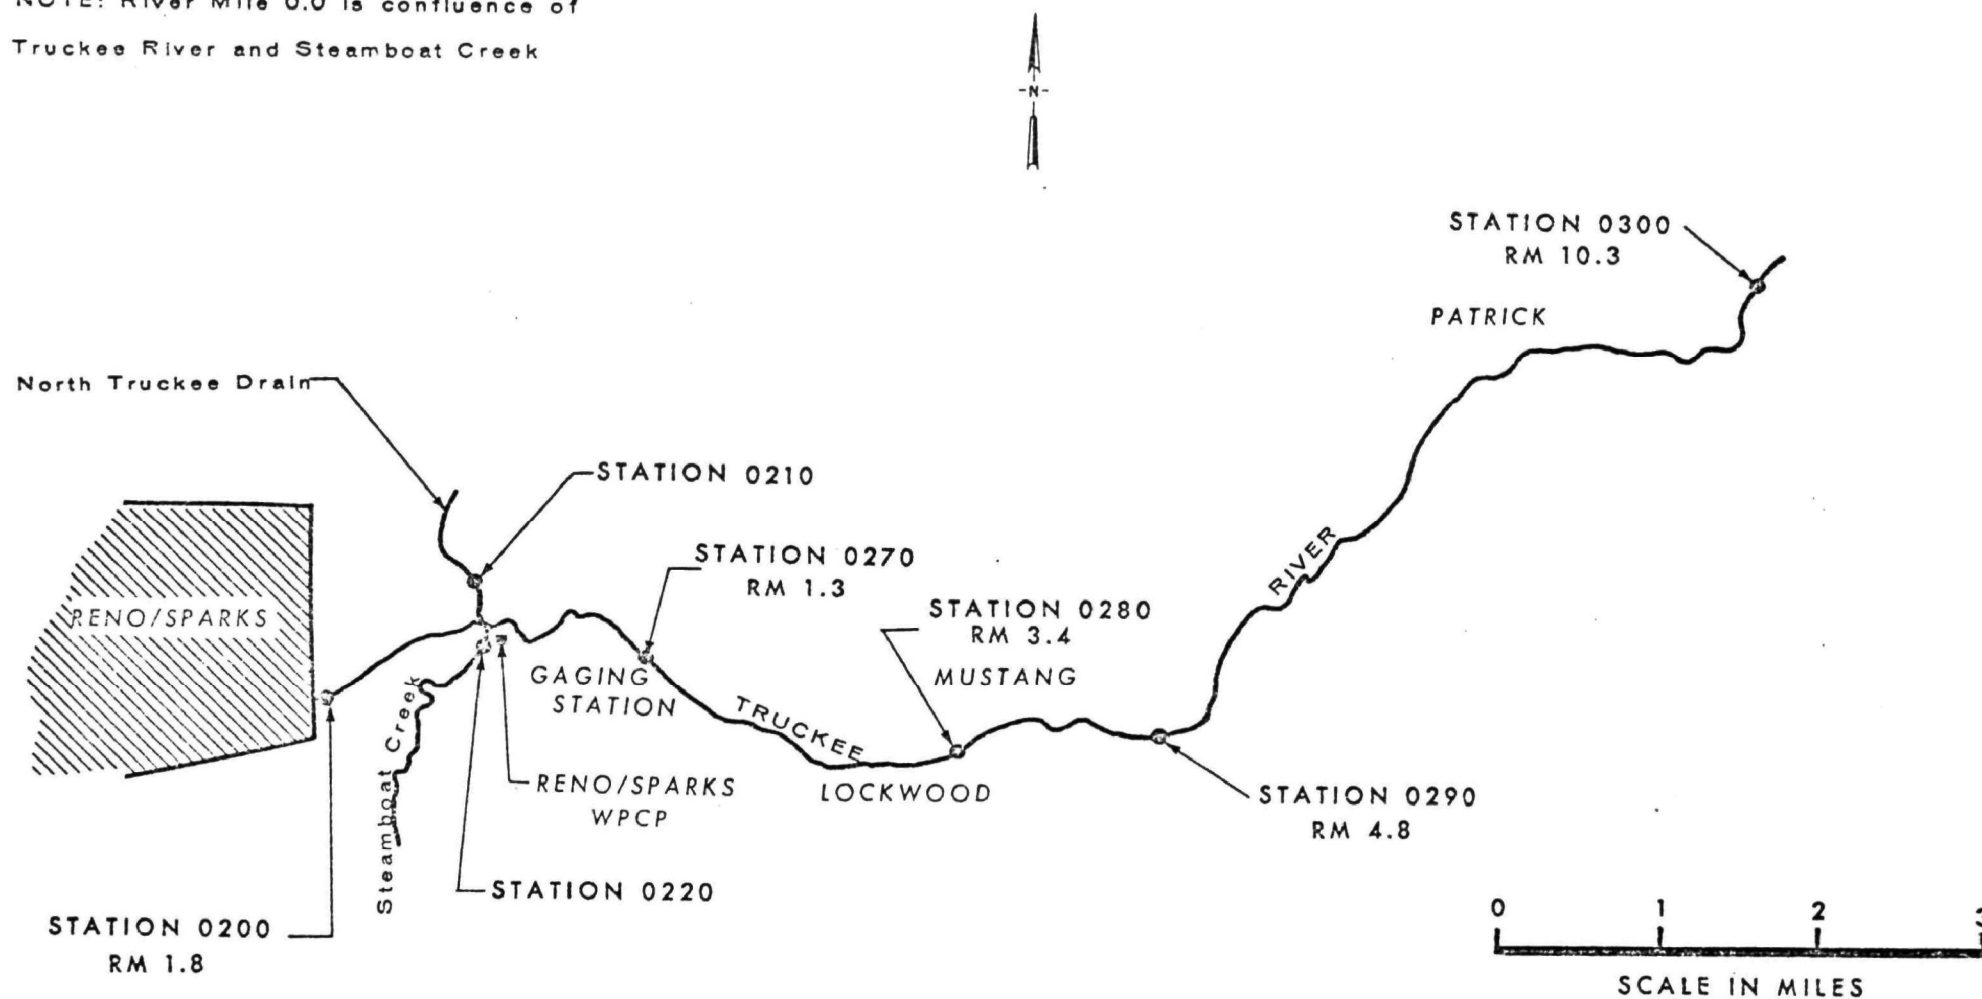 NOTE: River Mile 0.0 is confluence of
Truckee River and Steamboat Creek
-N-
STATION 0300
RM 10.3
PATRICK
North Truckee Drain
STATION 0210
STATION 0270
RM 1.3
STATION 0280
RM 3.4
MUSTANG
RIVER
RENO/SPARKS
GAGING
STATION
TRUCKEE
Steamboat Creek
RENO/SPARKS
WPCP
LOCKWOOD
STATION 0290
RM 4.8
STATION 0220
STATION 0200
RM 1.8
0 1 2 3
SCALE IN MILES